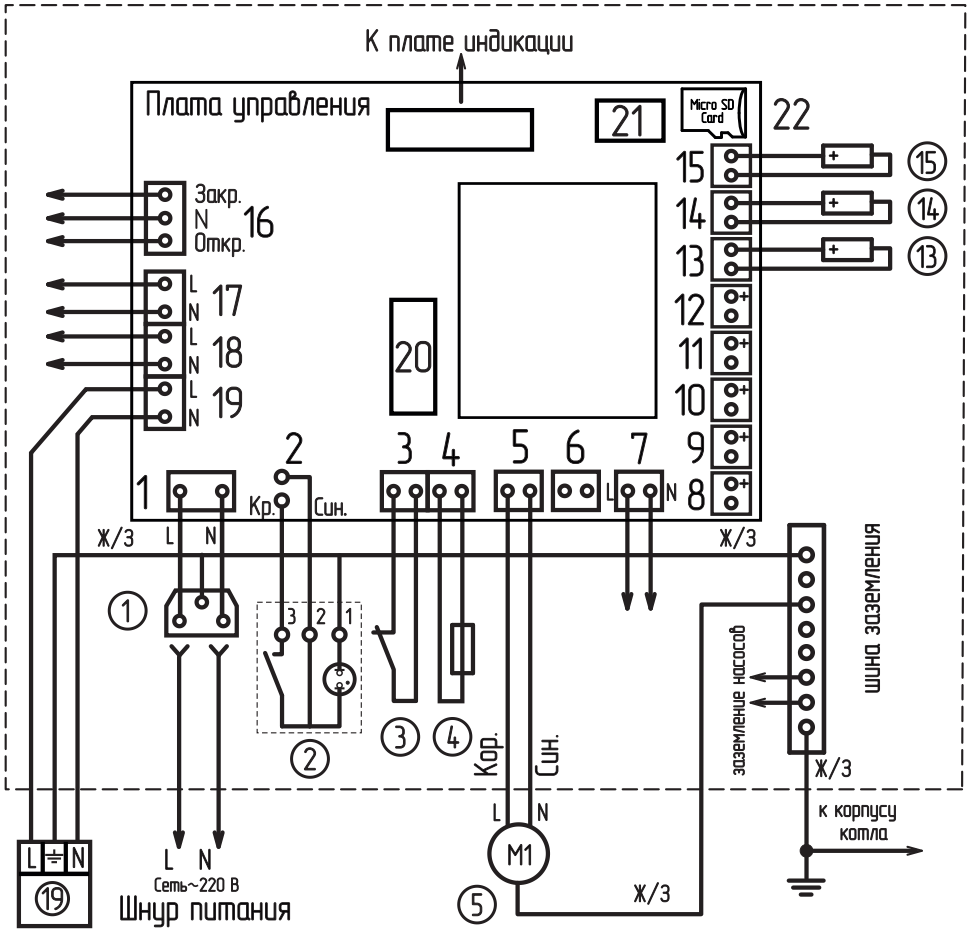 К плате индикации
Плата управления
21
Micro SD
Card
22
15
+
15
14
+
14
13
+
13
Закр.
N
Откр.
16
L
N
17
L
N
18
L
N
19
20
12
+
11
+
10
+
9
+
8
+
1
2
Кр.
Син.
3
4
5
6
7
L
N
Ж/З
L
N
Ж/З
1
3
2
1
2
3
4
Кор.
Син.
заземление насосов
шина заземления
Ж/З
к корпусу
котла
L
N
M1
5
Ж/З
L
N
19
L
N
Сеть~220 В
Шнур питания